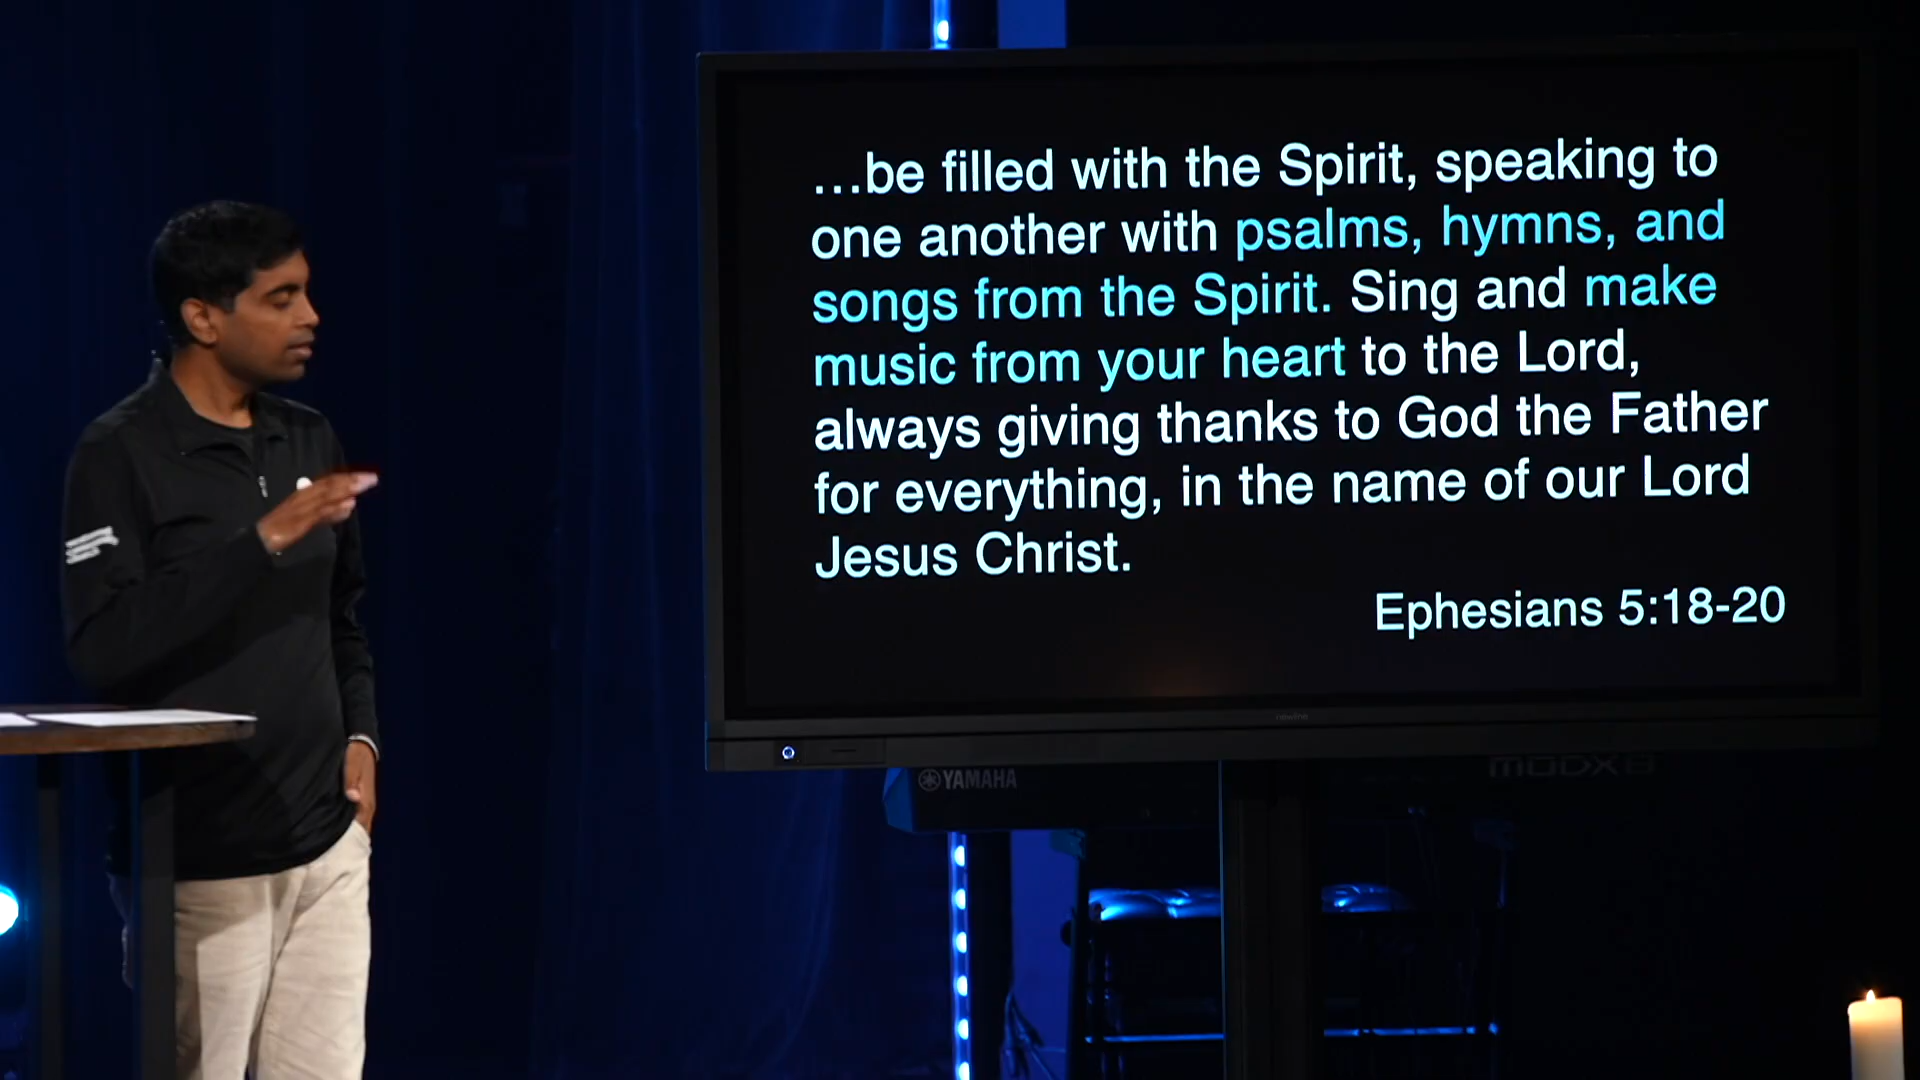 ...be filled with the Spirit, speaking to
one another with psalms, hymns, and
songs from the Spirit. Sing and make
music from your heart to the Lord,
always giving thanks to God the Father
for everything, in the name of our Lord
Jesus Christ.
Ephesians 5:18-20
newline
YAMAHA
MODX8